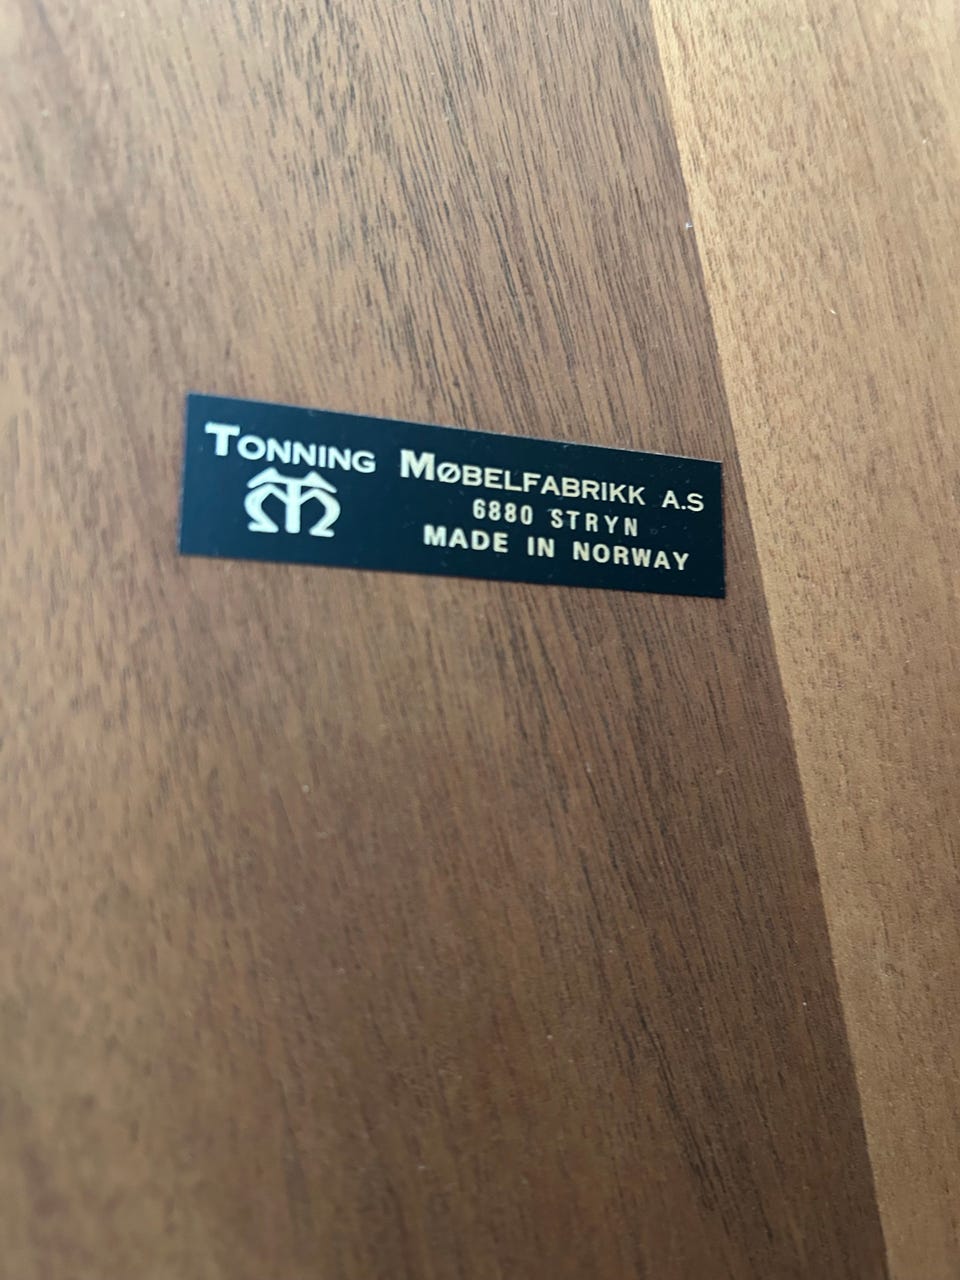 TONNING MØBELFABRIKK A.S
6880 STRYN
MADE IN NORWAY